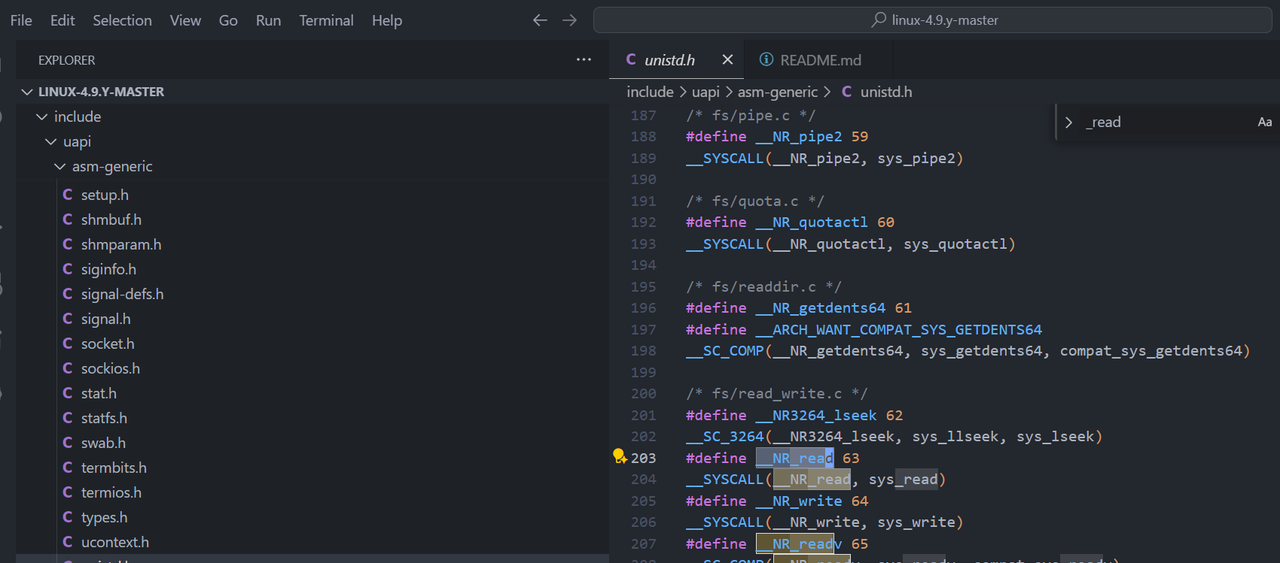 File Edit Selection View Go Run Terminal Help
linux-4.9.y-master
EXPLORER
LINUX-4.9.Y-MASTER
include
uapi
asm-generic
setup.h
shmbuf.h
shmparam.h
siginfo.h
signal-defs.h
signal.h
socket.h
sockios.h
stat.h
statfs.h
swab.h
termbits.h
termios.h
types.h
ucontext.h
C unistd.h README.md
include > uapi > asm-generic > C unistd.h
_read Aa
187 /* fs/pipe.c */
188 #define __NR_pipe2 59
189 __SYSCALL(__NR_pipe2, sys_pipe2)
190
191 /* fs/quota.c */
192 #define __NR_quotactl 60
193 __SYSCALL(__NR_quotactl, sys_quotactl)
194
195 /* fs/readdir.c */
196 #define __NR_getdents64 61
197 #define __ARCH_WANT_COMPAT_SYS_GETDENTS64
198 __SC_COMP(__NR_getdents64, sys_getdents64, compat_sys_getdents64)
199
200 /* fs/read_write.c */
201 #define __NR3264_lseek 62
202 __SC_3264(__NR3264_lseek, sys_llseek, sys_lseek)
203 #define __NR_read 63
204 __SYSCALL(__NR_read, sys_read)
205 #define __NR_write 64
206 __SYSCALL(__NR_write, sys_write)
207 #define __NR_readv 65